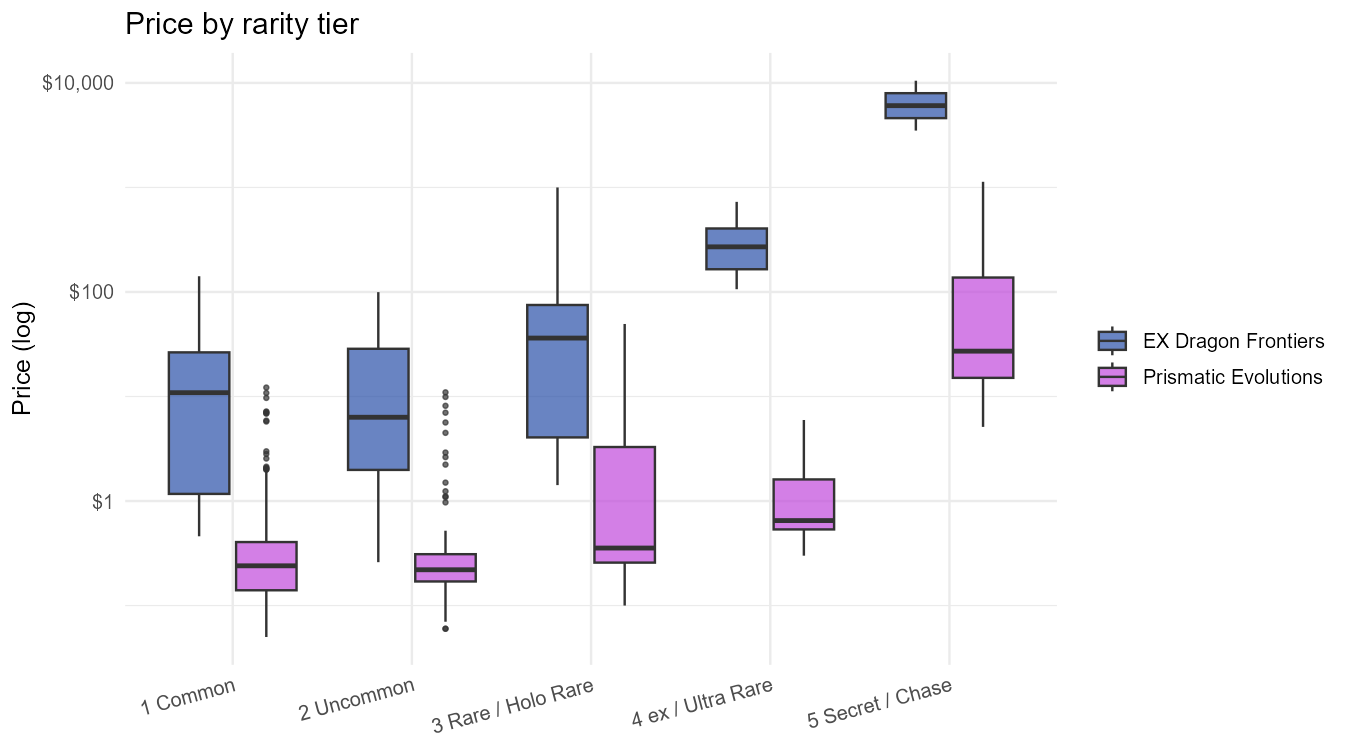 Price by rarity tier
$10,000
$100
$1
Price (log)
1 Common
2 Uncommon
3 Rare / Holo Rare
4 ex / Ultra Rare
5 Secret / Chase
EX Dragon Frontiers
Prismatic Evolutions